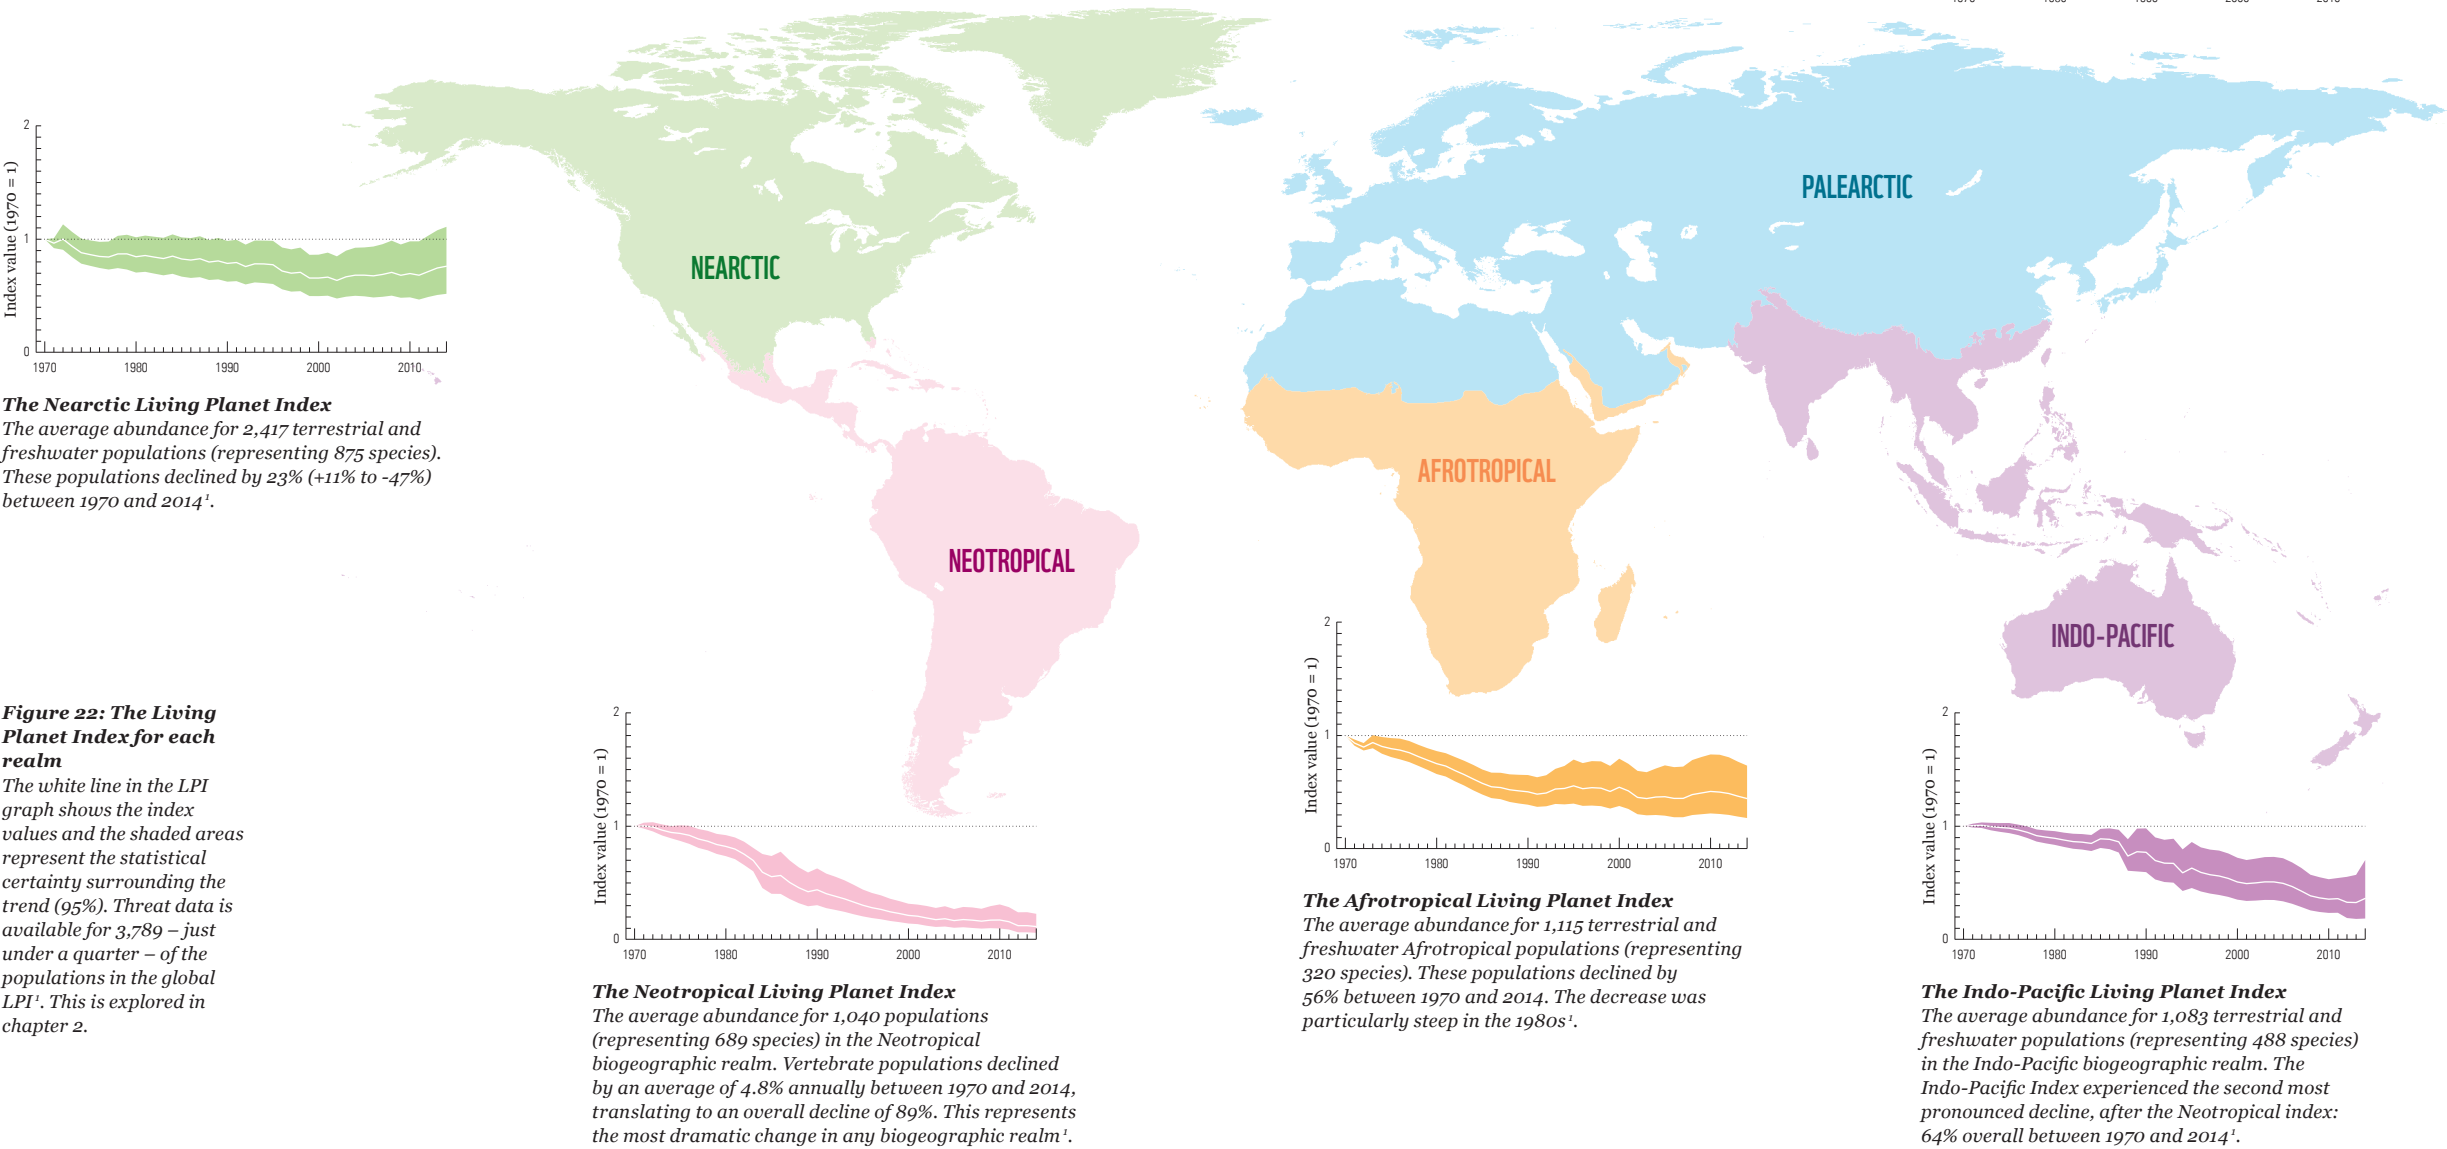 1970 1980 1990 2000 2010
2
1
0
Index value (1970 = 1)
1970 1980 1990 2000 2010
The Nearctic Living Planet Index
The average abundance for 2,417 terrestrial and
freshwater populations (representing 875 species).
These populations declined by 23% (+11% to -47%)
between 1970 and 2014¹.
NEARCTIC
PALEARCTIC
AFROTROPICAL
NEOTROPICAL
INDO-PACIFIC
Figure 22: The Living
Planet Index for each
realm
The white line in the LPI
graph shows the index
values and the shaded areas
represent the statistical
certainty surrounding the
trend (95%). Threat data is
available for 3,789 – just
under a quarter – of the
populations in the global
LPI¹. This is explored in
chapter 2.
2
1
0
Index value (1970 = 1)
1970 1980 1990 2000 2010
The Neotropical Living Planet Index
The average abundance for 1,040 populations
(representing 689 species) in the Neotropical
biogeographic realm. Vertebrate populations declined
by an average of 4.8% annually between 1970 and 2014,
translating to an overall decline of 89%. This represents
the most dramatic change in any biogeographic realm¹.
2
1
0
Index value (1970 = 1)
1970 1980 1990 2000 2010
The Afrotropical Living Planet Index
The average abundance for 1,115 terrestrial and
freshwater Afrotropical populations (representing
320 species). These populations declined by
56% between 1970 and 2014. The decrease was
particularly steep in the 1980s¹.
2
1
0
Index value (1970 = 1)
1970 1980 1990 2000 2010
The Indo-Pacific Living Planet Index
The average abundance for 1,083 terrestrial and
freshwater populations (representing 488 species)
in the Indo-Pacific biogeographic realm. The
Indo-Pacific Index experienced the second most
pronounced decline, after the Neotropical index:
64% overall between 1970 and 2014¹.